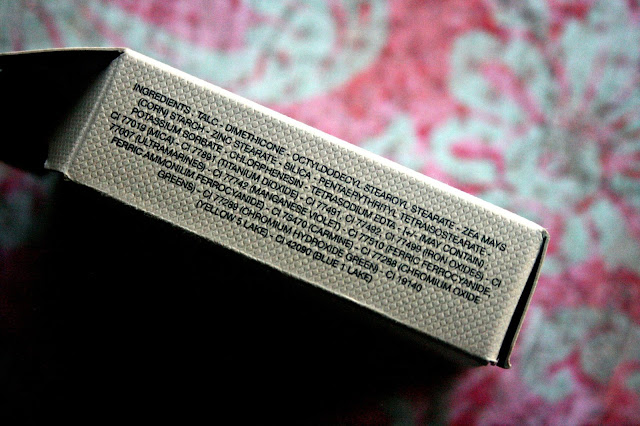 INGREDIENTS : TALC - DIMETHICONE - OCTYLDODECYL STEAROYL STEARATE - ZEA MAYS
(CORN) STARCH - ZINC STEARATE - SILICA - PENTAERYTHRITYL TETRAISOSTEARATE -
POTASSIUM SORBATE - CHLORPHENESIN - TETRASODIUM EDTA - [+/- (MAY CONTAIN) :
CI 77019 (MICA) - CI 77891 (TITANIUM DIOXIDE) - CI 77491, CI 77492, CI 77499 (IRON OXIDES) - CI
77007 (ULTRAMARINES) - CI 77742 (MANGANESE VIOLET) - CI 77510 (FERRIC FERROCYANIDE,
FERRIC AMMONIUM FERROCYANIDE) - CI 75470 (CARMINE) - CI 77288 (CHROMIUM OXIDE
GREENS) - CI 77289 (CHROMIUM HYDROXIDE GREEN) - CI 19140
(YELLOW 5 LAKE) - CI 42090 (BLUE 1 LAKE)